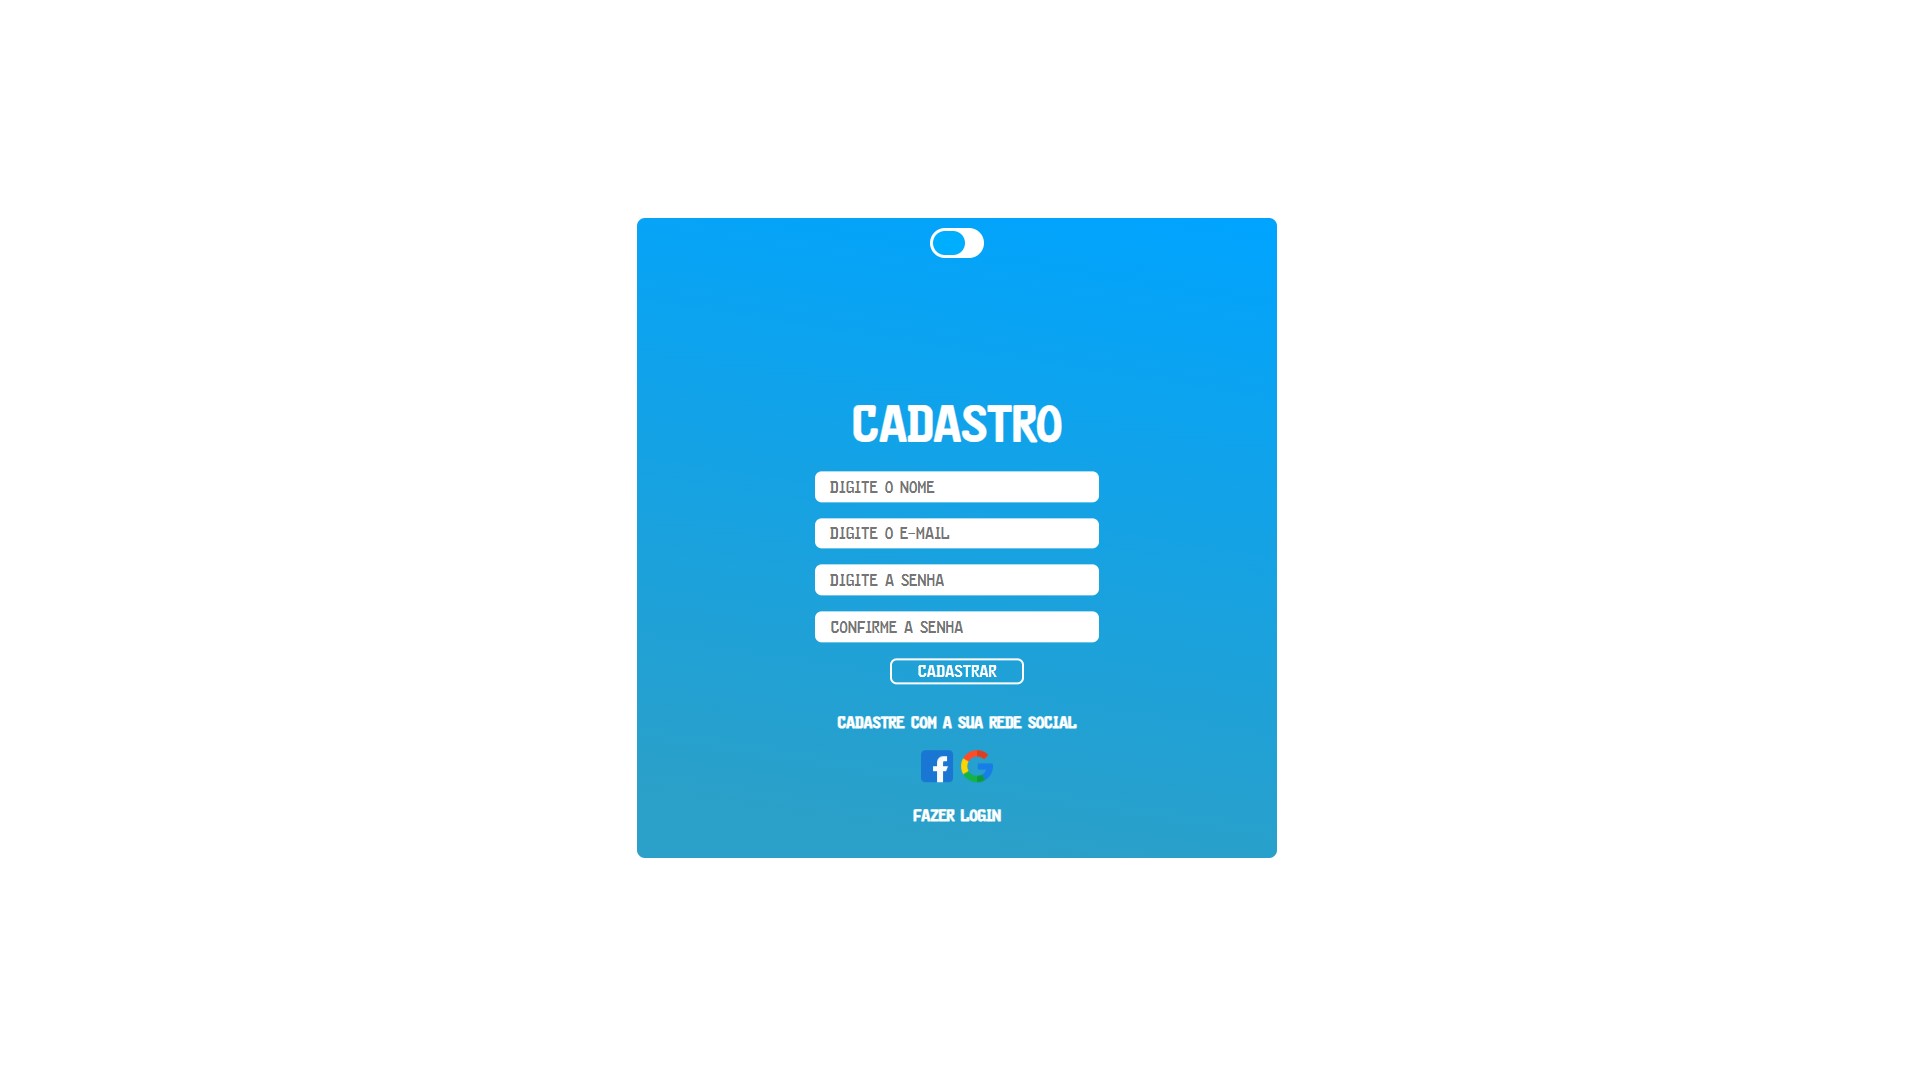 CADASTRO
DIGITE O NOME
DIGITE O E-MAIL
DIGITE A SENHA
CONFIRME A SENHA
CADASTRAR
CADASTRE COM A SUA REDE SOCIAL
FAZER LOGIN